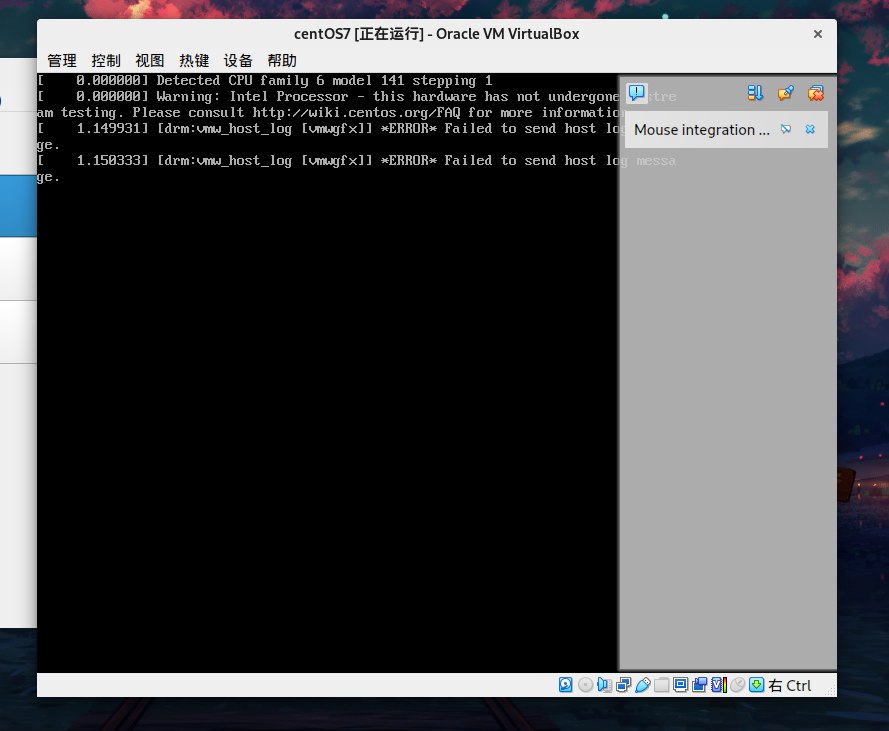 centOS7 [正在运行] - Oracle VM VirtualBox
管理 控制 视图 热键 设备 帮助
[    0.000000] Detected CPU family 6 model 141 stepping 1
[    0.000000] Warning: Intel Processor - this hardware has not undergone xtre
am testing. Please consult http://wiki.centos.org/FAQ for more informatio
[    1.149931] [drm:vmw_host_log [vmwgfx]] *ERROR* Failed to send host lo
ge.
[    1.150333] [drm:vmw_host_log [vmwgfx]] *ERROR* Failed to send host log messa
ge.
Mouse integration ...
右 Ctrl